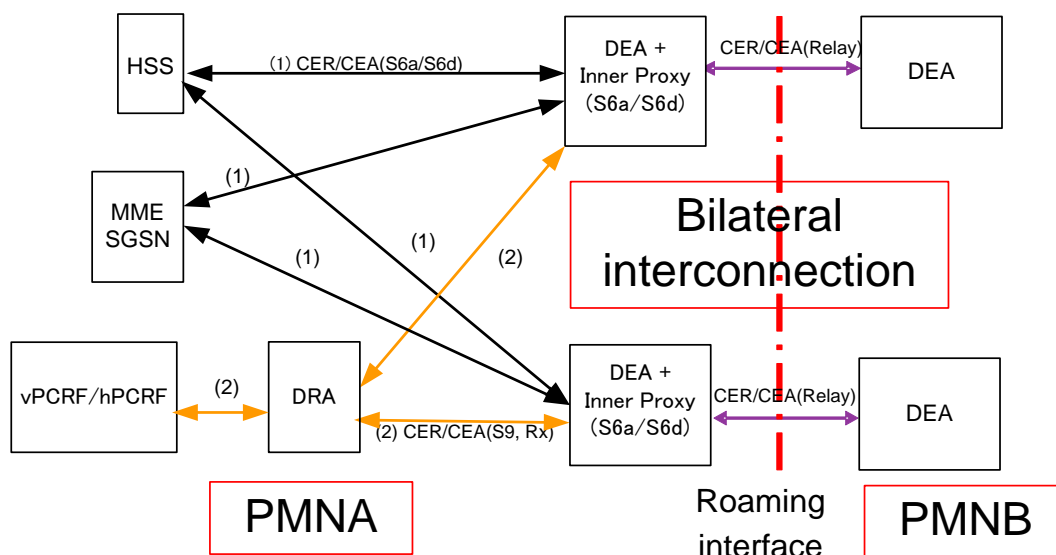 HSS
(1) CER/CEA(S6a/S6d)
DEA +
Inner Proxy
(S6a/S6d)
CER/CEA(Relay)
DEA
(1)
MME
SGSN
(1)
(1)
(2)
Bilateral
interconnection
vPCRF/hPCRF
(2)
DRA
(2) CER/CEA(S9, Rx)
DEA +
Inner Proxy
(S6a/S6d)
CER/CEA(Relay)
DEA
PMNA
Roaming
interface
PMNB